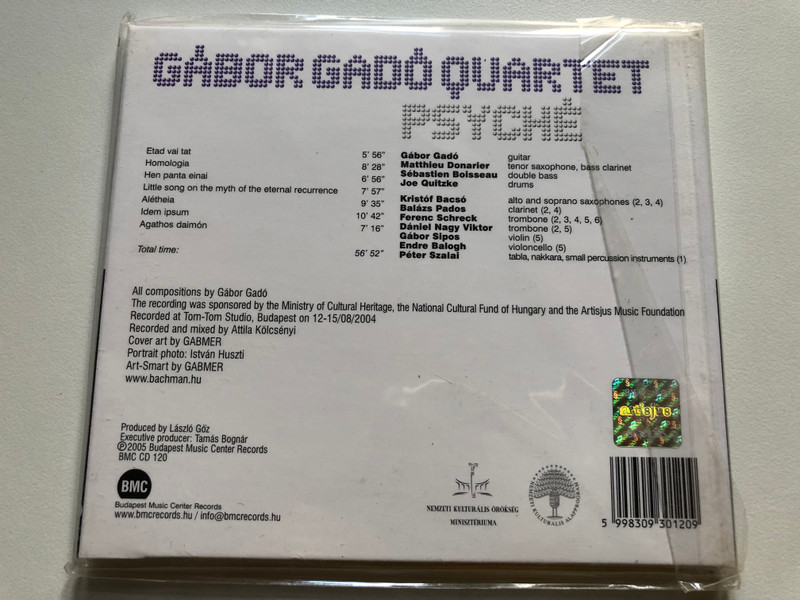 GÁBOR GADÓ QUARTET
PSYCHÉ
Etad vai tat 5’ 56”
Homologia 8’ 28”
Hen panta einai 6’ 56”
Little song on the myth of the eternal recurrence 7’ 57”
Alétheia 9’ 35”
Idem ipsum 10’ 42”
Agathos daimón 7’ 16”
Total time: 56’ 52”
Gábor Gadó guitar
Matthieu Donarier tenor saxophone, bass clarinet
Sébastien Boisseau double bass
Joe Quitzke drums
Kristóf Bacsó alto and soprano saxophones (2, 3, 4)
Balázs Pados clarinet (2, 4)
Ferenc Schreck trombone (2, 3, 4, 5, 6)
Dániel Nagy Viktor trombone (2, 5)
Gábor Sipos violin (5)
Endre Balogh violoncello (5)
Péter Szalai tabla, nakkara, small percussion instruments (1)
All compositions by Gábor Gadó
The recording was sponsored by the Ministry of Cultural Heritage, the National Cultural Fund of Hungary and the Artisjus Music Foundation
Recorded at Tom-Tom Studio, Budapest on 12-15/08/2004
Recorded and mixed by Attila Kölcsényi
Cover art by GABMER
Portrait photo: István Huszti
Art-Smart by GABMER
www.bachman.hu
Produced by László Gőz
Executive producer: Tamás Bognár
℗2005 Budapest Music Center Records
BMC CD 120
BMC
Budapest Music Center Records
www.bmcrecords.hu / info@bmcrecords.hu
NEMZETI KULTURÁLIS ÖRÖKSÉG
MINISZTÉRIUMA
NEMZETI KULTURÁLIS ALAPPROGRAM
artisjus
5 998309 301209